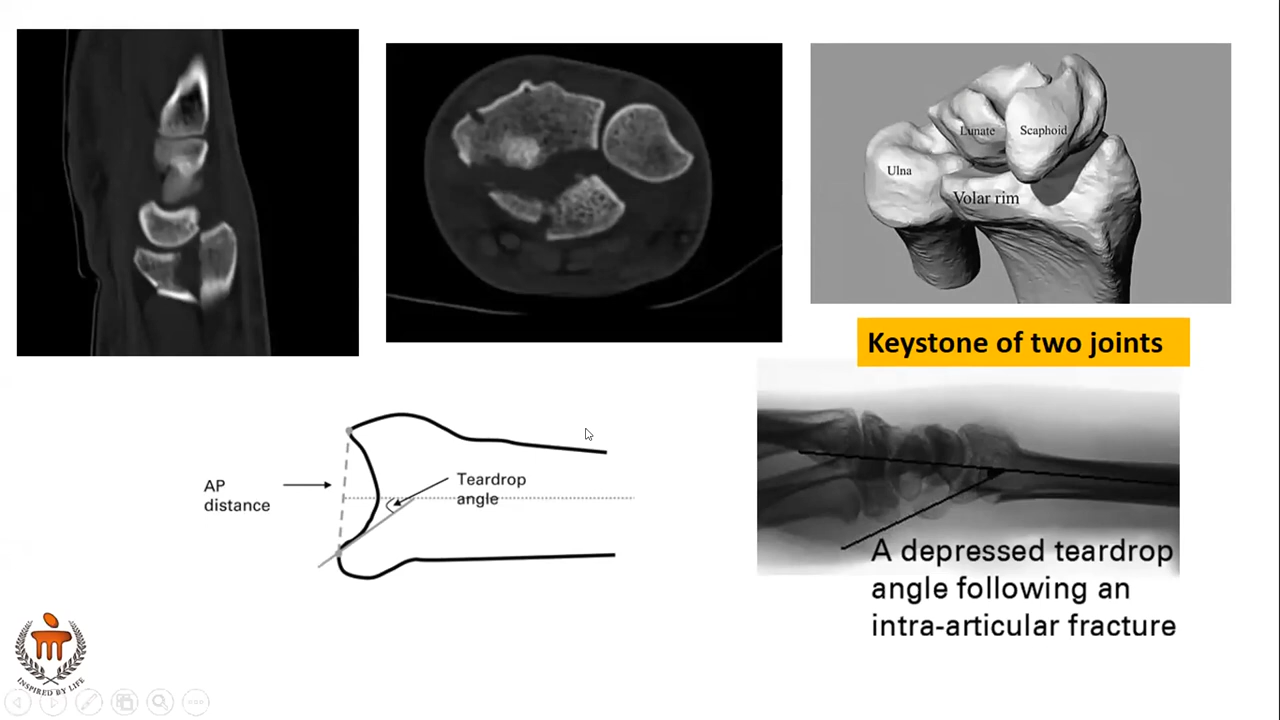 Lunate
Scaphoid
Ulna
Volar rim
Keystone of two joints
AP
distance
Teardrop
angle
A depressed teardrop
angle following an
intra-articular fracture
INSPIRED BY LIFE